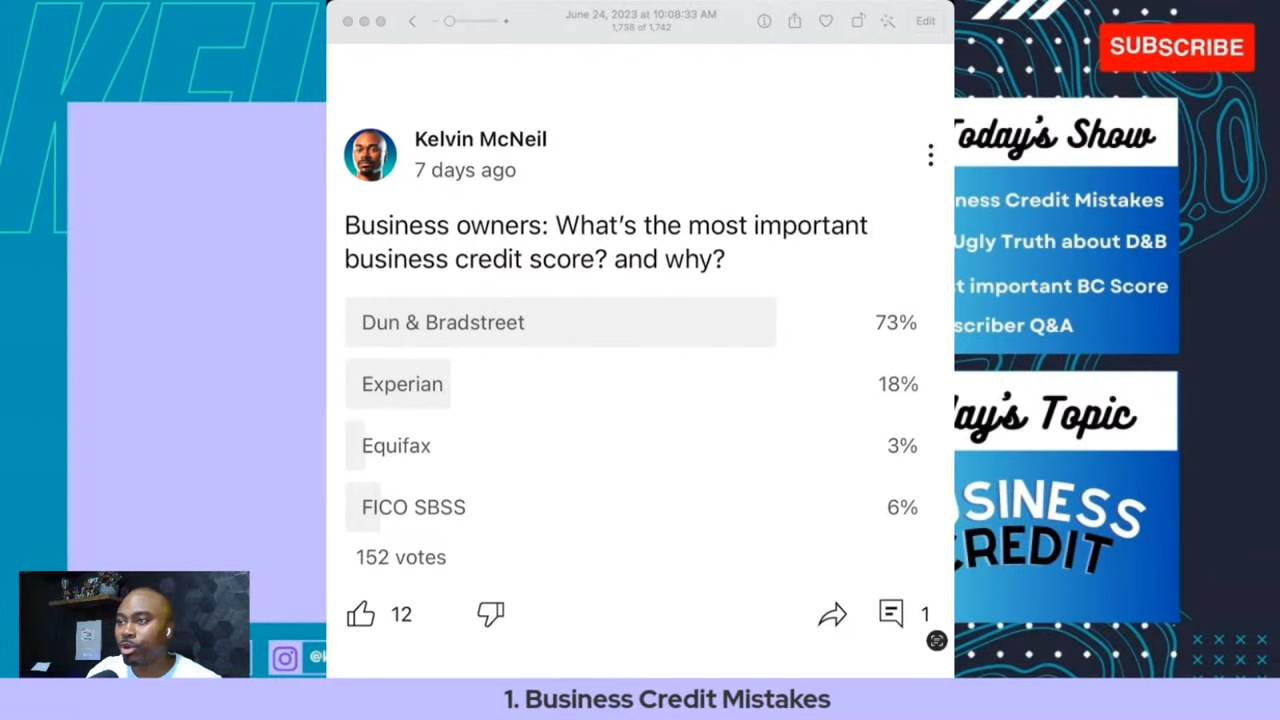 June 24, 2023 at 10:08:33 AM
1,738 of 1,742
Edit
SUBSCRIBE
Kelvin McNeil
7 days ago
Business owners: What's the most important
business credit score? and why?
Dun & Bradstreet 73%
Experian 18%
Equifax 3%
FICO SBSS 6%
152 votes
12
1
Today's Show
ness Credit Mistakes
Ugly Truth about D&B
t important BC Score
scriber Q&A
ay's Topic
SINESS
CREDIT
1. Business Credit Mistakes